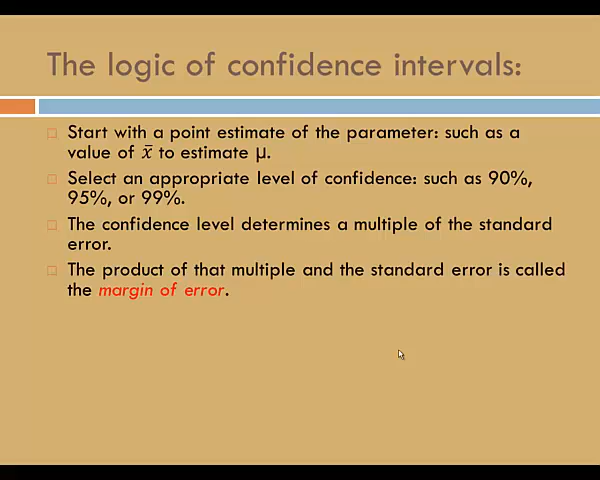 The logic of confidence intervals:
Start with a point estimate of the parameter: such as a
value of x̄ to estimate μ.
Select an appropriate level of confidence: such as 90%,
95%, or 99%.
The confidence level determines a multiple of the standard
error.
The product of that multiple and the standard error is called
the margin of error.